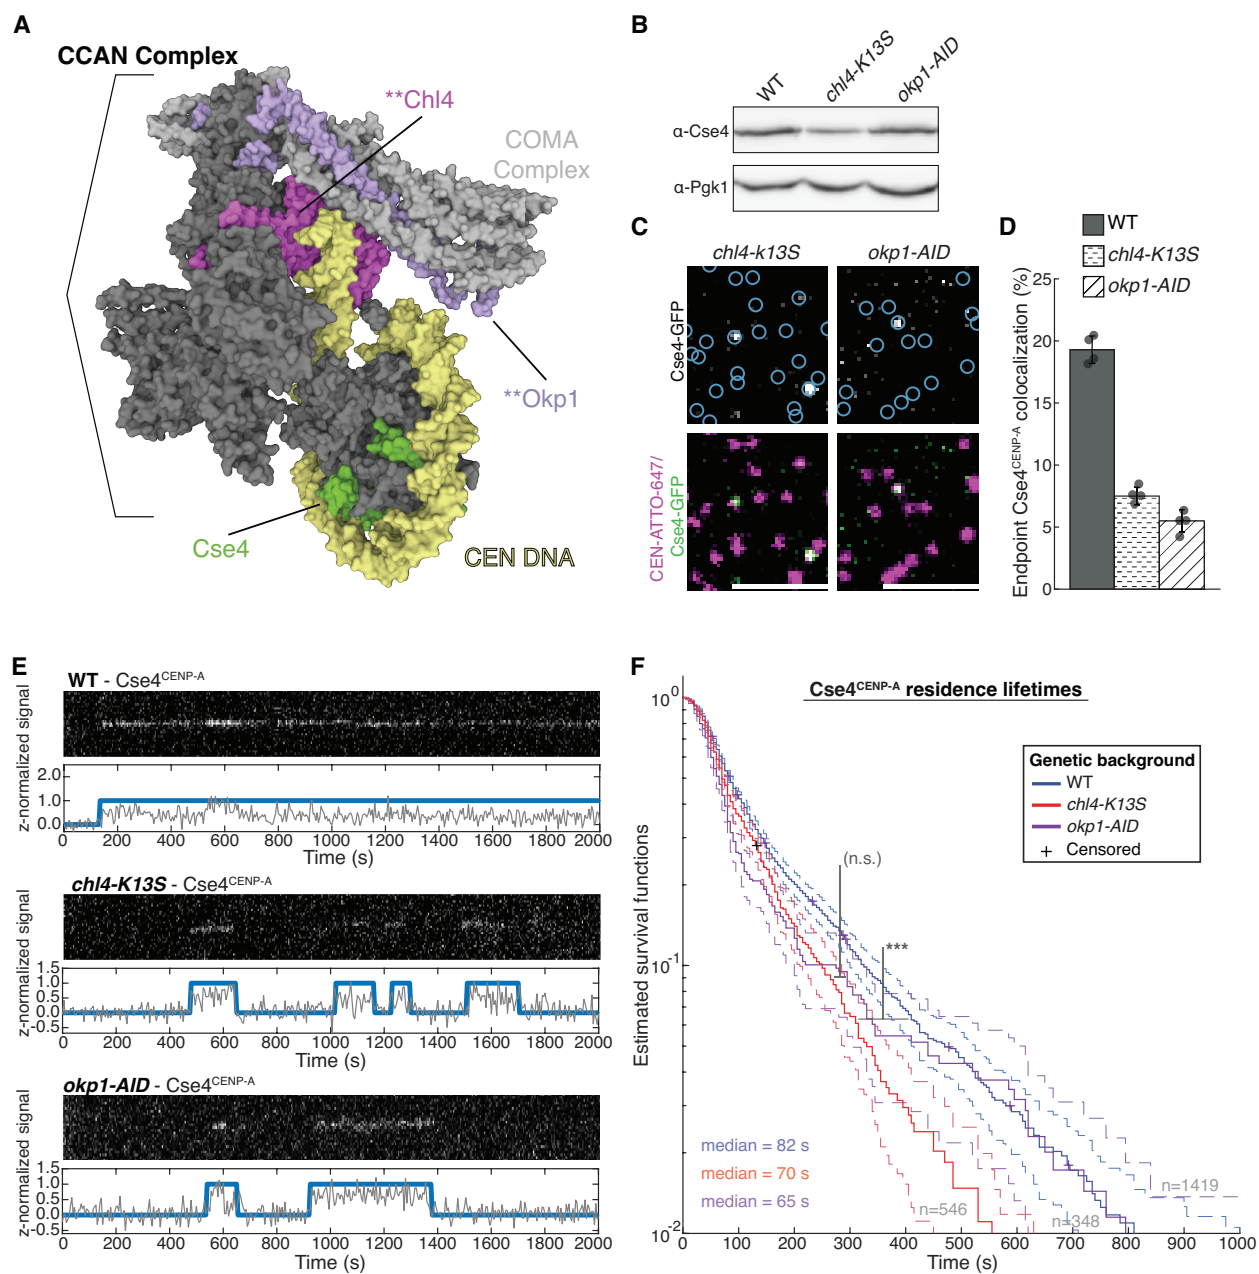 A
CCAN Complex
**Chl4
COMA
Complex
**Okp1
Cse4
CEN DNA
B
WT
chl4-K13S
okp1-AID
α-Cse4
α-Pgk1
C
chl4-k13S
okp1-AID
Cse4-GFP
CEN-ATTO-647/
Cse4-GFP
D
WT
chl4-K13S
okp1-AID
Endpoint Cse4CENP-A colocalization (%)
25
20
15
10
5
0
E
WT - Cse4CENP-A
z-normalized signal
2.0
1.0
0.0
0 200 400 600 800 1000 1200 1400 1600 1800 2000
Time (s)
chl4-K13S - Cse4CENP-A
z-normalized signal
1.5
1.0
0.5
0.0
-0.5
0 200 400 600 800 1000 1200 1400 1600 1800 2000
Time (s)
okp1-AID - Cse4CENP-A
z-normalized signal
1.5
1.0
0.5
0.0
-0.5
0 200 400 600 800 1000 1200 1400 1600 1800 2000
Time (s)
F
Cse4CENP-A residence lifetimes
Genetic background
WT
chl4-K13S
okp1-AID
+ Censored
Estimated survival functions
10^0
10^-1
10^-2
(n.s.)
***
median = 82 s
median = 70 s
median = 65 s
n=546
n=348
n=1419
0 100 200 300 400 500 600 700 800 900 1000
Time (s)